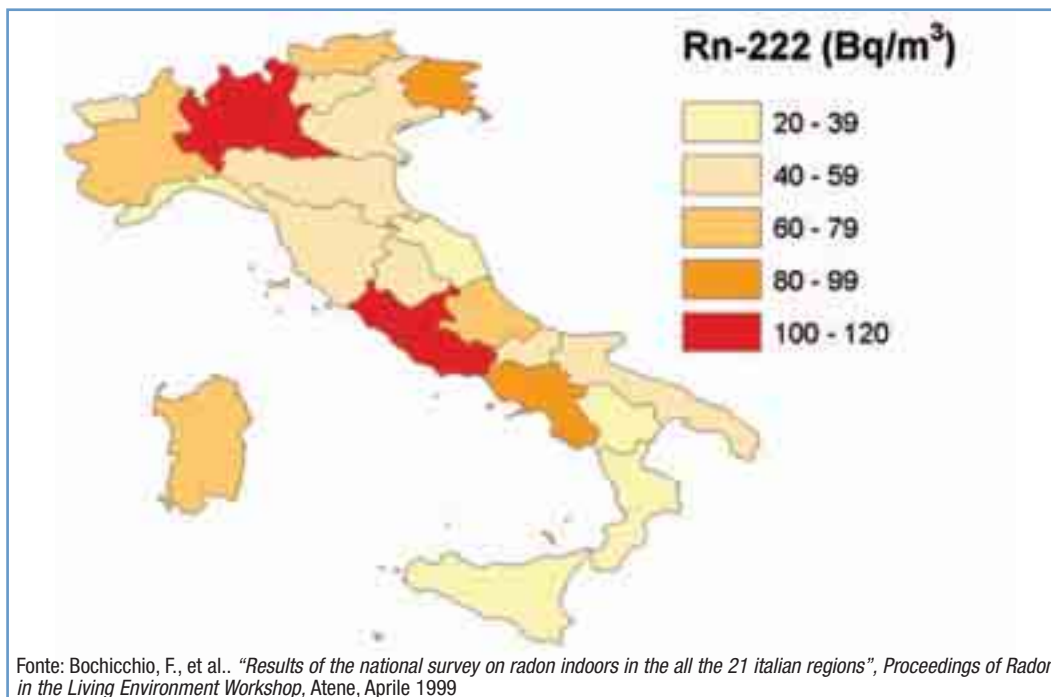 Rn-222 (Bq/m³)
20 - 39
40 - 59
60 - 79
80 - 99
100 - 120
Fonte: Bochicchio, F., et al.. “Results of the national survey on radon indoors in the all the 21 italian regions”, Proceedings of Radon
in the Living Environment Workshop, Atene, Aprile 1999